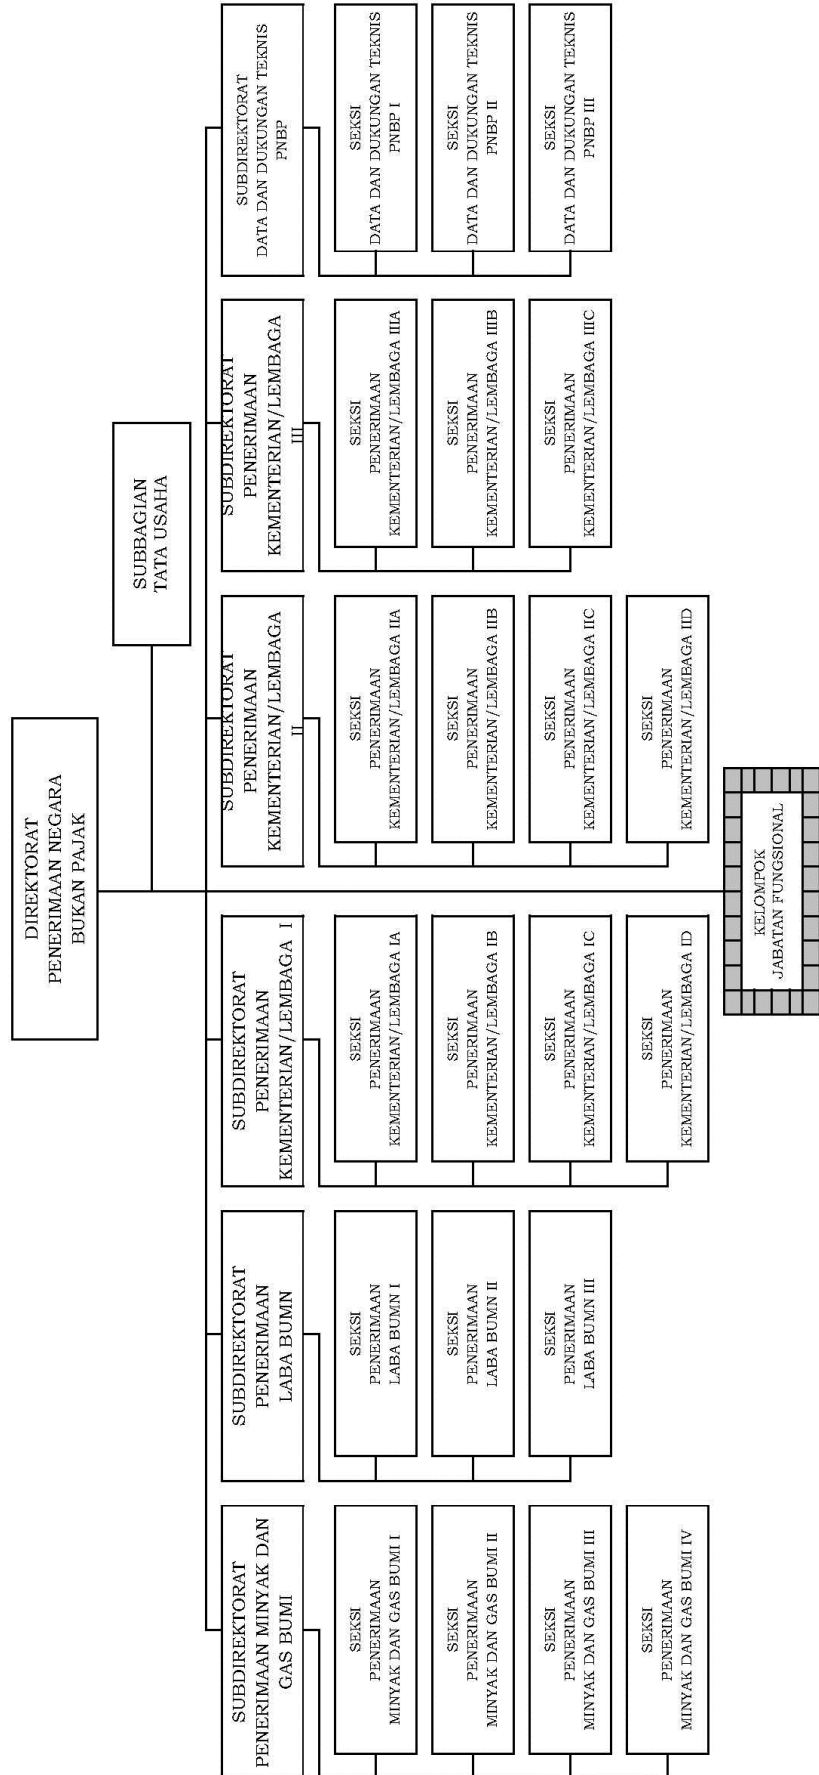 DIREKTORAT
PENERIMAAN NEGARA
BUKAN PAJAK
SUBBAGIAN
TATA USAHA
SUBDIREKTORAT
PENERIMAAN MINYAK DAN
GAS BUMI
SEKSI
PENERIMAAN
MINYAK DAN GAS BUMI I
SEKSI
PENERIMAAN
MINYAK DAN GAS BUMI II
SEKSI
PENERIMAAN
MINYAK DAN GAS BUMI III
SEKSI
PENERIMAAN
MINYAK DAN GAS BUMI IV
SUBDIREKTORAT
PENERIMAAN
LABA BUMN
SEKSI
PENERIMAAN
LABA BUMN I
SEKSI
PENERIMAAN
LABA BUMN II
SEKSI
PENERIMAAN
LABA BUMN III
SUBDIREKTORAT
PENERIMAAN
KEMENTERIAN/LEMBAGA I
SEKSI
PENERIMAAN
KEMENTERIAN/LEMBAGA IA
SEKSI
PENERIMAAN
KEMENTERIAN/LEMBAGA IB
SEKSI
PENERIMAAN
KEMENTERIAN/LEMBAGA IC
SEKSI
PENERIMAAN
KEMENTERIAN/LEMBAGA ID
SUBDIREKTORAT
PENERIMAAN
KEMENTERIAN/LEMBAGA
II
SEKSI
PENERIMAAN
KEMENTERIAN/LEMBAGA IIA
SEKSI
PENERIMAAN
KEMENTERIAN/LEMBAGA IIB
SEKSI
PENERIMAAN
KEMENTERIAN/LEMBAGA IIC
SEKSI
PENERIMAAN
KEMENTERIAN/LEMBAGA IID
SUBDIREKTORAT
PENERIMAAN
KEMENTERIAN/LEMBAGA
III
SEKSI
PENERIMAAN
KEMENTERIAN/LEMBAGA IIIA
SEKSI
PENERIMAAN
KEMENTERIAN/LEMBAGA IIIB
SEKSI
PENERIMAAN
KEMENTERIAN/LEMBAGA IIIC
SUBDIREKTORAT
DATA DAN DUKUNGAN TEKNIS
PNBP
SEKSI
DATA DAN DUKUNGAN TEKNIS
PNBP I
SEKSI
DATA DAN DUKUNGAN TEKNIS
PNBP II
SEKSI
DATA DAN DUKUNGAN TEKNIS
PNBP III
KELOMPOK
JABATAN FUNGSIONAL